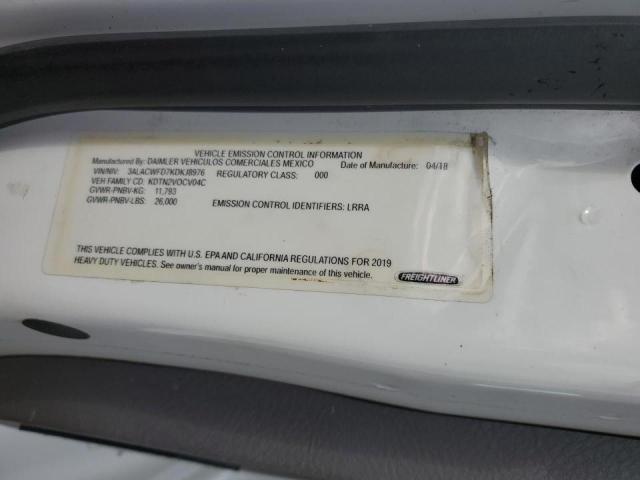 VEHICLE EMISSION CONTROL INFORMATION
Manufactured By: DAIMLER VEHICULOS COMERCIALES MEXICO Date of Manufacture: 04/18
VIN/NIV: 3ALACWFD7KDKJ8976 REGULATORY CLASS: 000
VEH FAMILY CD: KDTN2VOCV04C
GVWR-PNBV-KG: 11,793
GVWR-PNBV-LBS: 26,000 EMISSION CONTROL IDENTIFIERS: LRRA
THIS VEHICLE COMPLIES WITH U.S. EPA AND CALIFORNIA REGULATIONS FOR 2019
HEAVY DUTY VEHICLES. See owner's manual for proper maintenance of this vehicle.
FREIGHTLINER